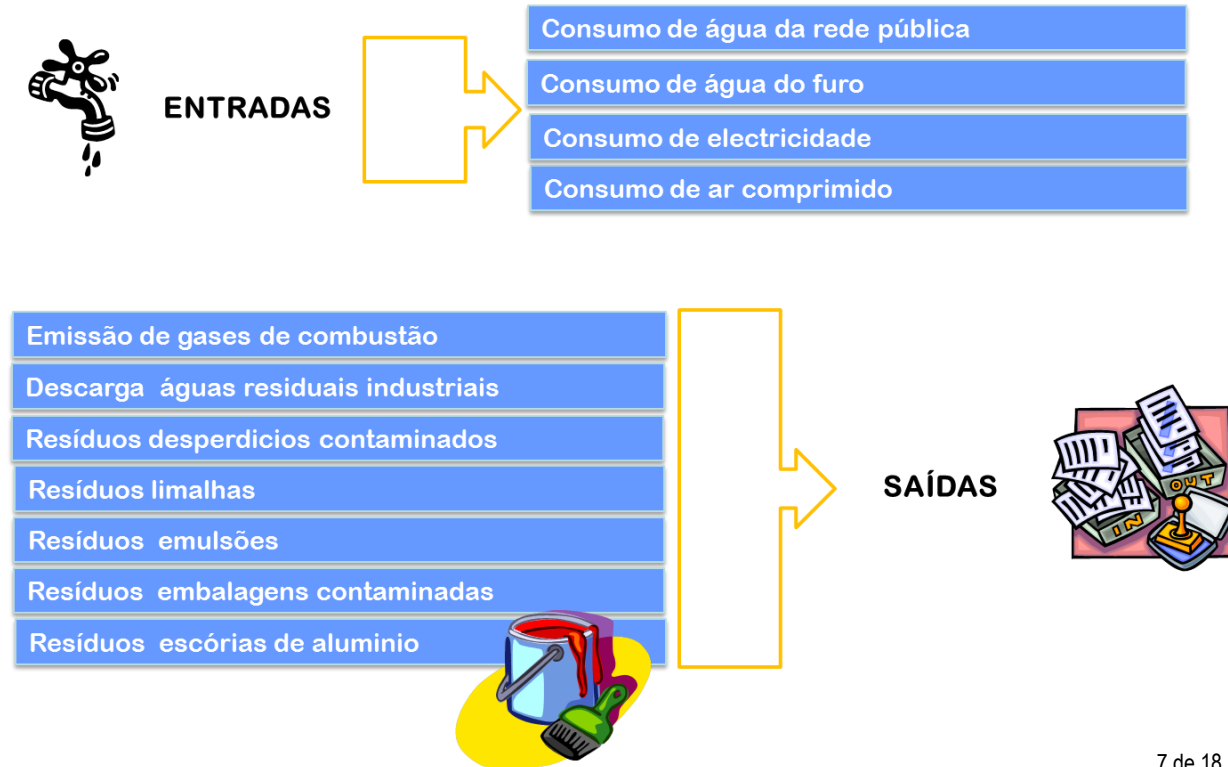 ENTRADAS
Consumo de água da rede pública
Consumo de água do furo
Consumo de electricidade
Consumo de ar comprimido
Emissão de gases de combustão
Descarga  águas residuais industriais
Resíduos desperdicios contaminados
Resíduos limalhas
Resíduos  emulsões
Resíduos  embalagens contaminadas
Resíduos  escórias de aluminio
SAÍDAS
OUT
IN
7 de 18